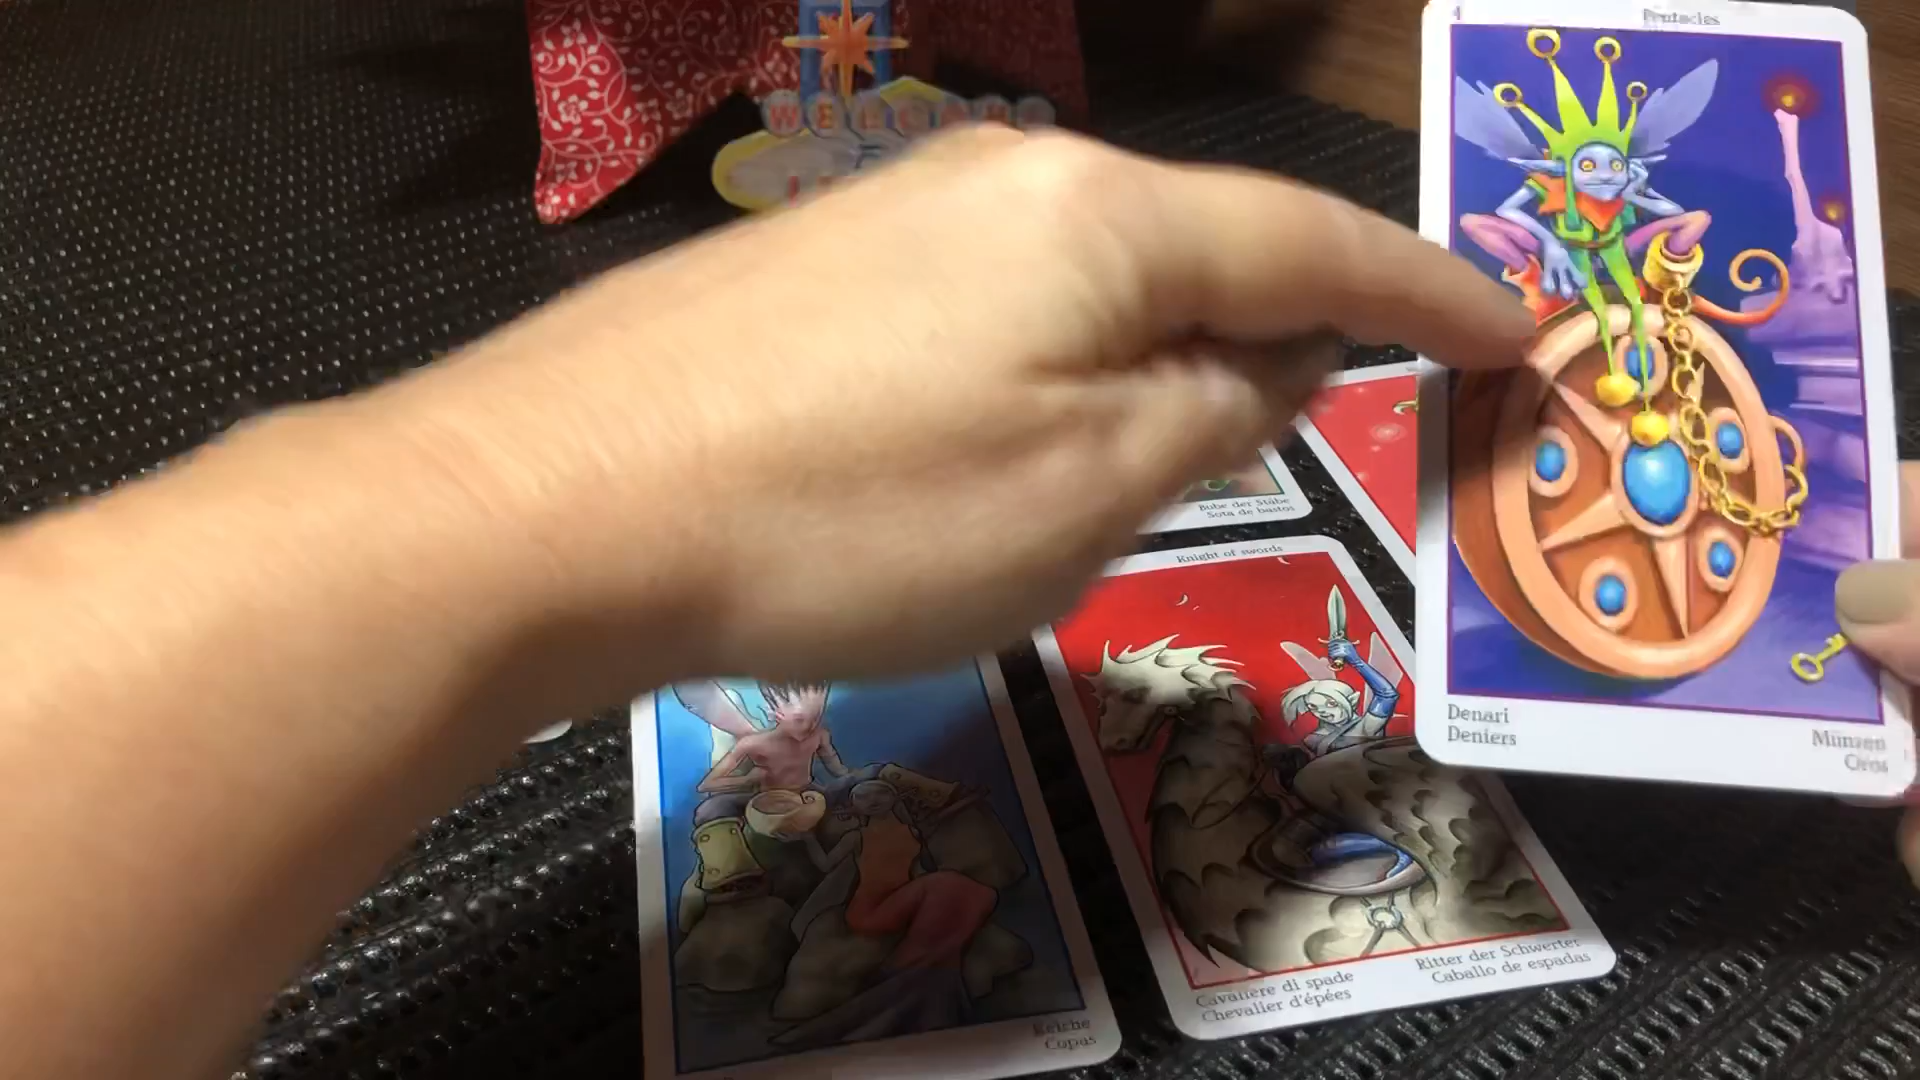 4
Pentacles
WELCOME
Bube der Stäbe
Sota de bastos
Knight of swords
Denari
Deniers
Münzen
Oros
Cavaliere di spade
Chevalier d'épées
Ritter der Schwerter
Caballo de espadas
Kelche
Copas